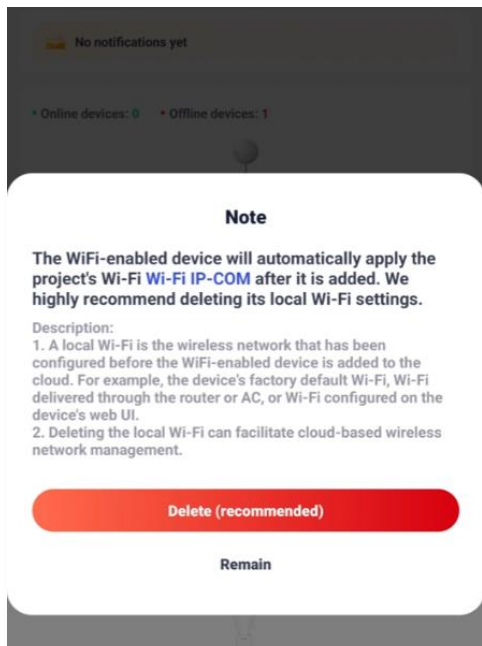 No notifications yet
• Online devices: 0 • Offline devices: 1
Note
The WiFi-enabled device will automatically apply the
project's Wi-Fi Wi-Fi IP-COM after it is added. We
highly recommend deleting its local Wi-Fi settings.
Description:
1. A local Wi-Fi is the wireless network that has been
configured before the WiFi-enabled device is added to the
cloud. For example, the device's factory default Wi-Fi, Wi-Fi
delivered through the router or AC, or Wi-Fi configured on the
device's web UI.
2. Deleting the local Wi-Fi can facilitate cloud-based wireless
network management.
Delete (recommended)
Remain